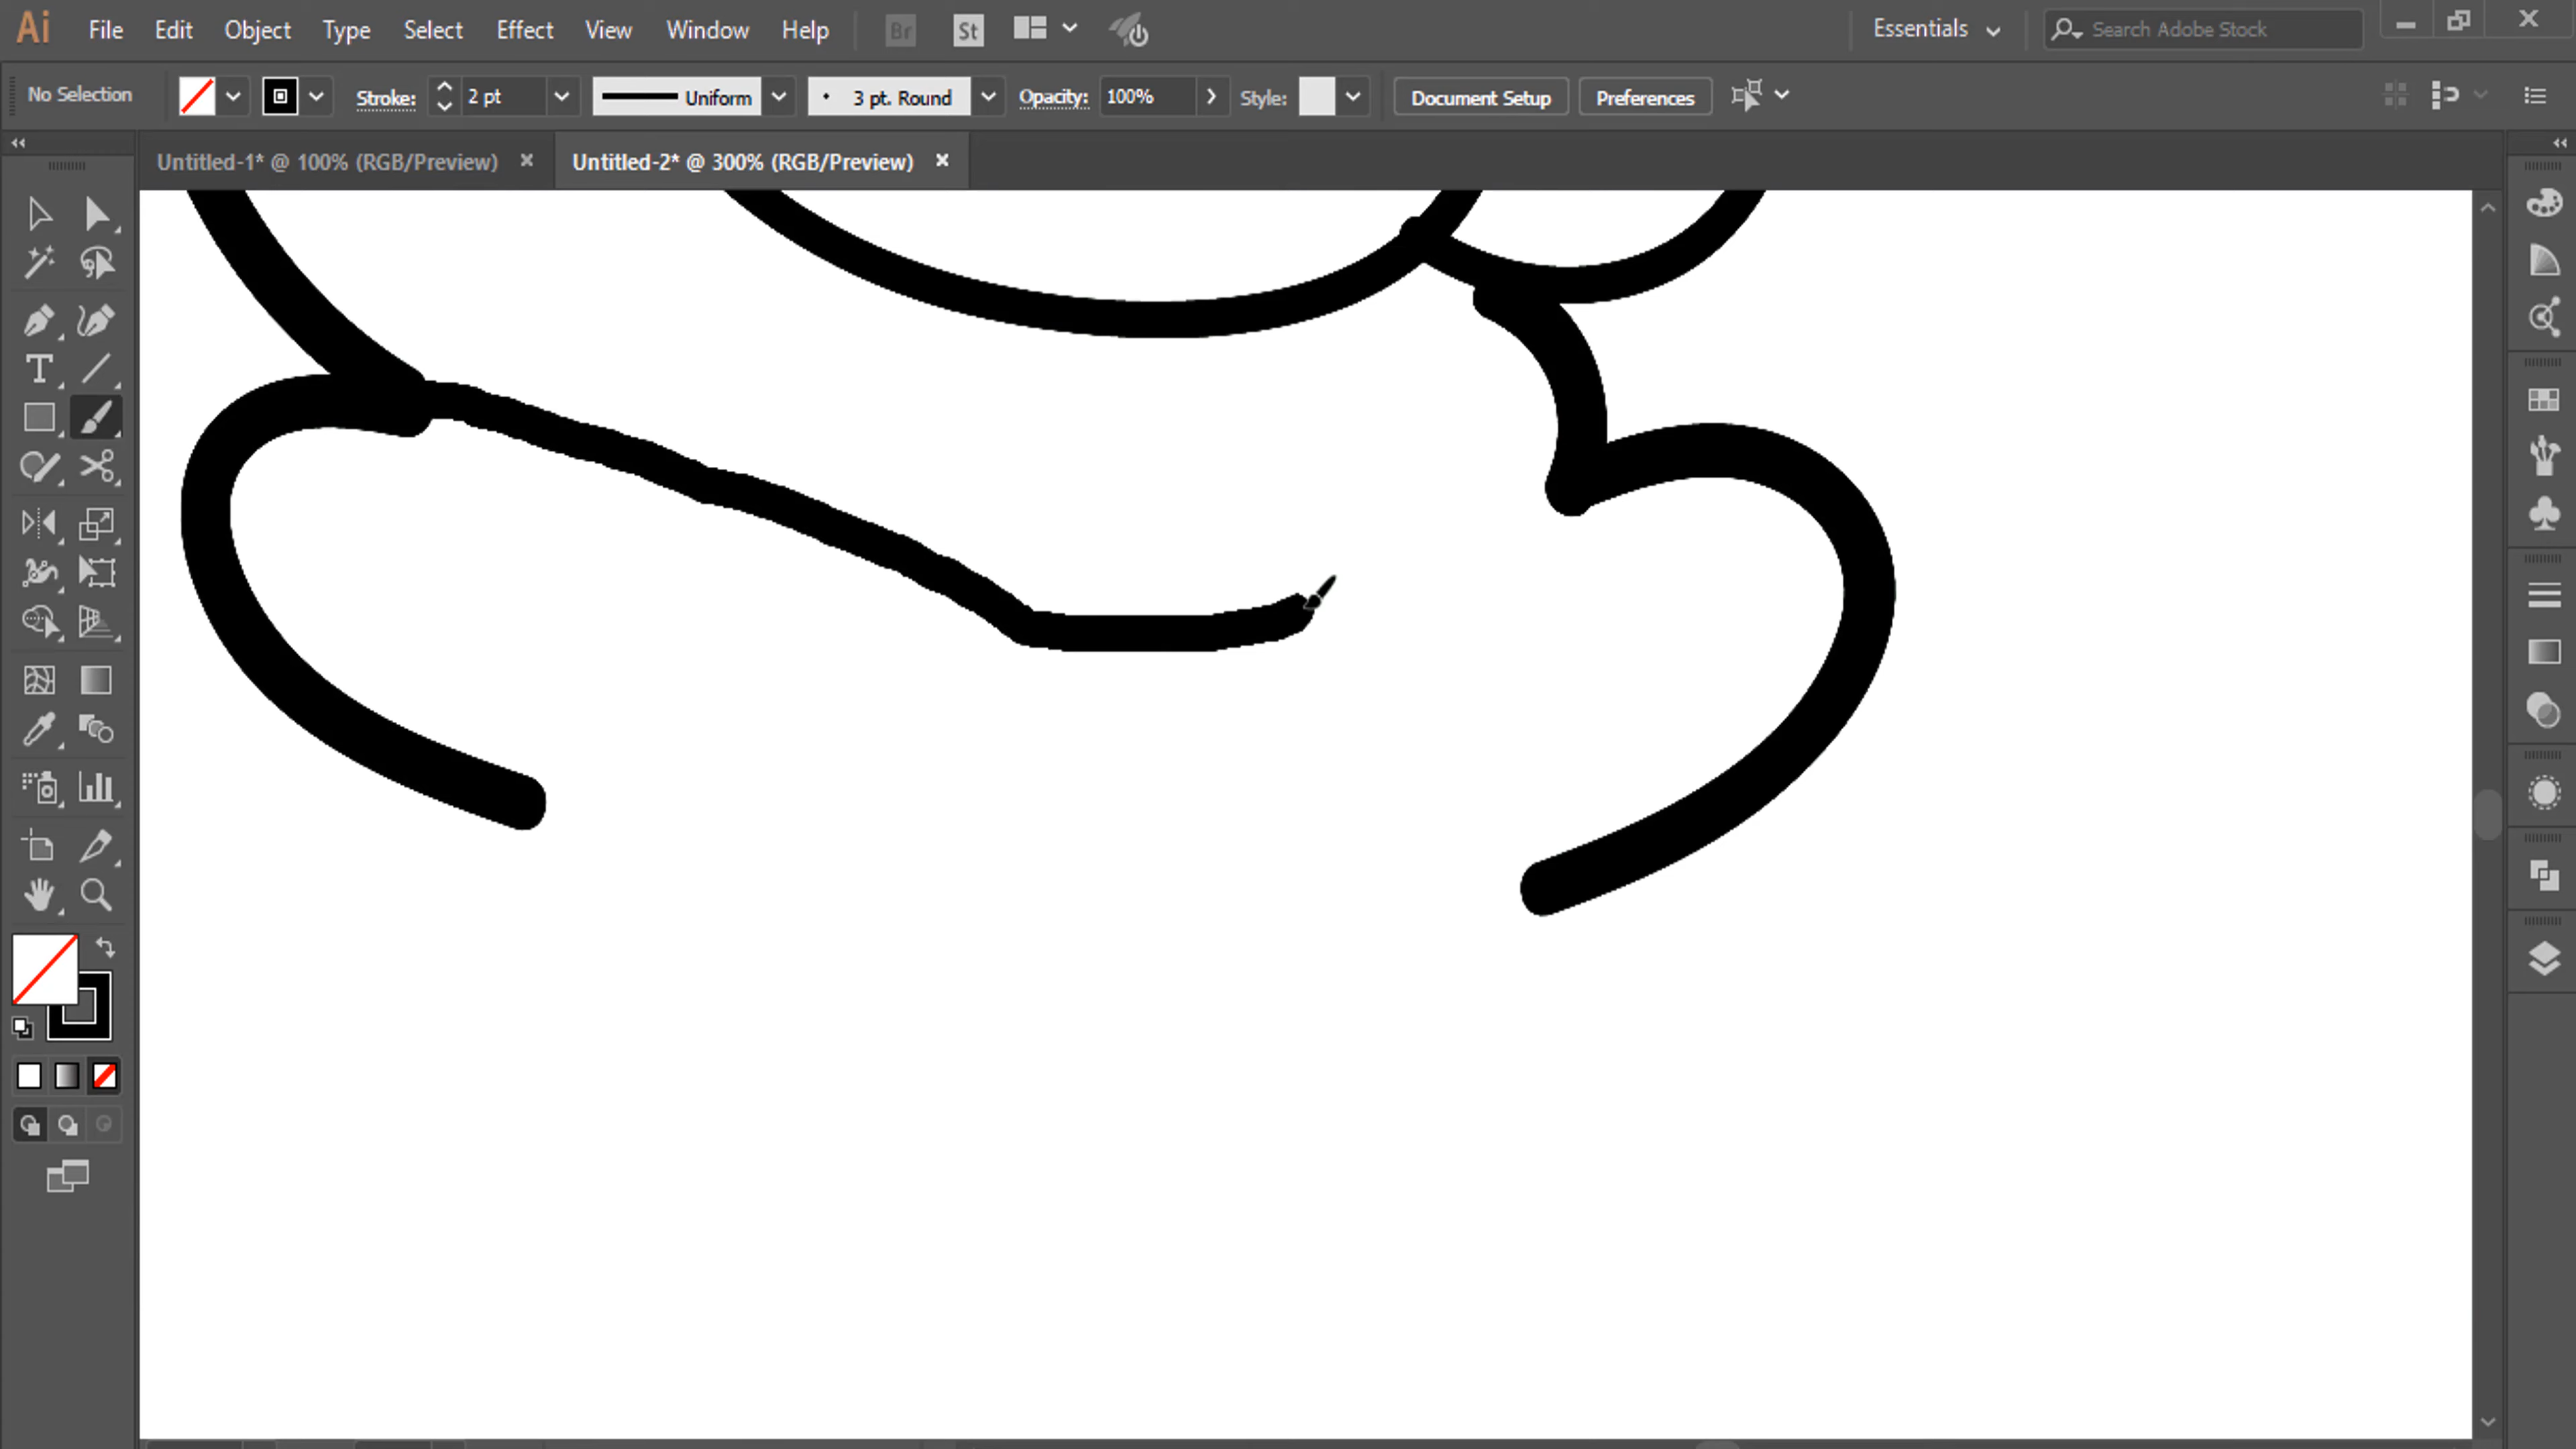 Ai File Edit Object Type Select Effect View Window Help Br St Essentials Search Adobe Stock
No Selection Stroke: 2 pt Uniform 3 pt. Round Opacity: 100% Style: Document Setup Preferences
Untitled-1* @ 100% (RGB/Preview) Untitled-2* @ 300% (RGB/Preview)